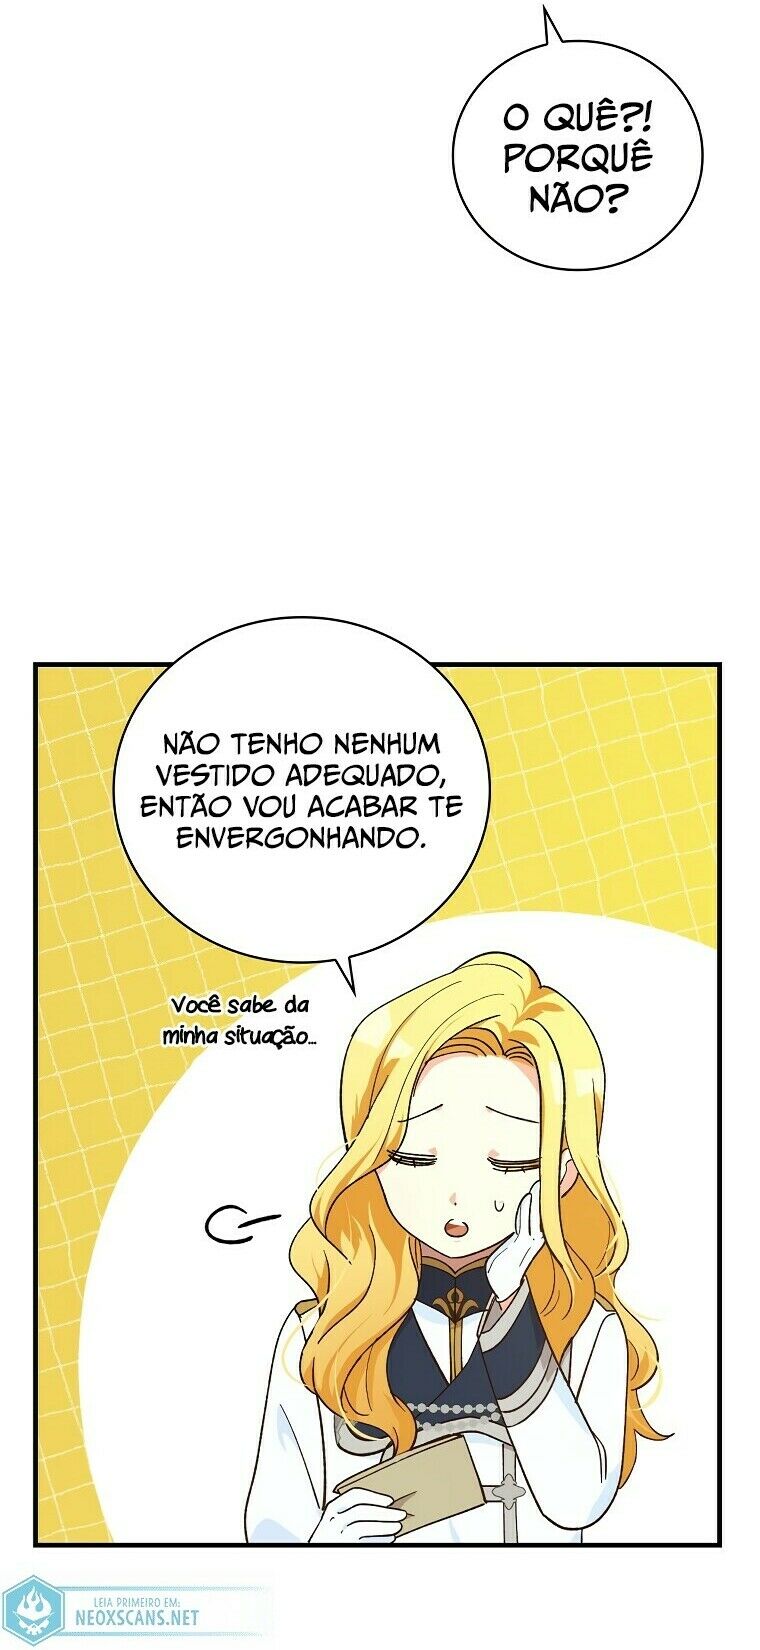 O QUÊ?!
PORQUÊ
NÃO?
NÃO TENHO NENHUM
VESTIDO ADEQUADO,
ENTÃO VOU ACABAR TE
ENVERGONHANDO.
Você sabe da
minha situação...
LEIA PRIMEIRO EM:
NEOXSCANS.NET